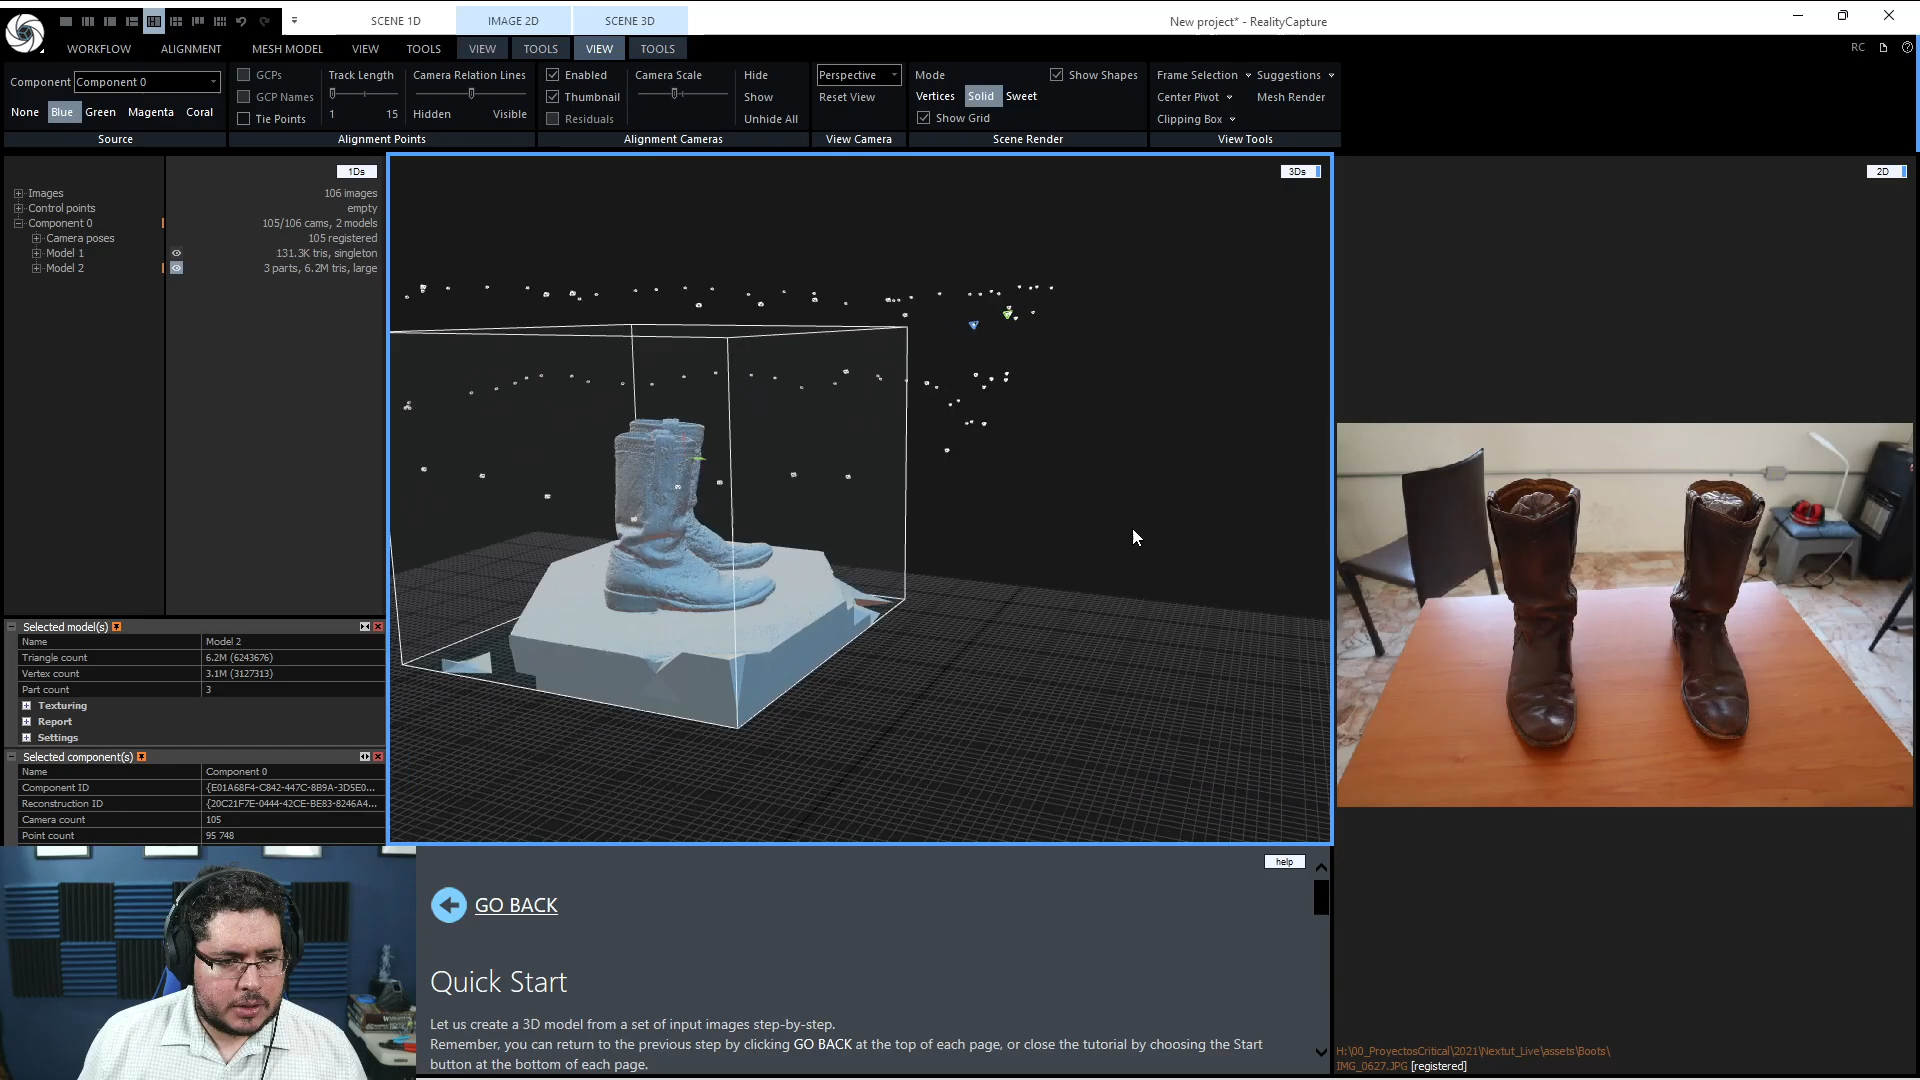 SCENE 1D
IMAGE 2D
SCENE 3D
New project* - RealityCapture
WORKFLOW
ALIGNMENT
MESH MODEL
VIEW
TOOLS
VIEW
TOOLS
VIEW
TOOLS
RC
Component
Component 0
None
Blue
Green
Magenta
Coral
Source
GCPs
GCP Names
Tie Points
Track Length
1
15
Camera Relation Lines
Hidden
Visible
Alignment Points
Enabled
Thumbnail
Residuals
Camera Scale
Hide
Show
Unhide All
Alignment Cameras
Perspective
Reset View
View Camera
Mode
Vertices
Solid
Sweet
Show Grid
Show Shapes
Scene Render
Frame Selection
Suggestions
Center Pivot
Mesh Render
Clipping Box
View Tools
1Ds
Images 106 images
Control points empty
Component 0 105/106 cams, 2 models
Camera poses 105 registered
Model 1 131.3K tris, singleton
Model 2 3 parts, 6.2M tris, large
3Ds
2D
Selected model(s)
Name Model 2
Triangle count 6.2M (6243676)
Vertex count 3.1M (3127313)
Part count 3
Texturing
Report
Settings
Selected component(s)
Name Component 0
Component ID {E01A68F4-C842-447C-8B9A-3D5E0...
Reconstruction ID {20C21F7E-0444-42CE-BE83-8246A4...
Camera count 105
Point count 95 748
help
GO BACK
Quick Start
Let us create a 3D model from a set of input images step-by-step.
Remember, you can return to the previous step by clicking GO BACK at the top of each page, or close the tutorial by choosing the Start
button at the bottom of each page.
H:\00_ProyectosCritical\2021\Nextut_Live\assets\Boots\
IMG_0627.JPG [registered]